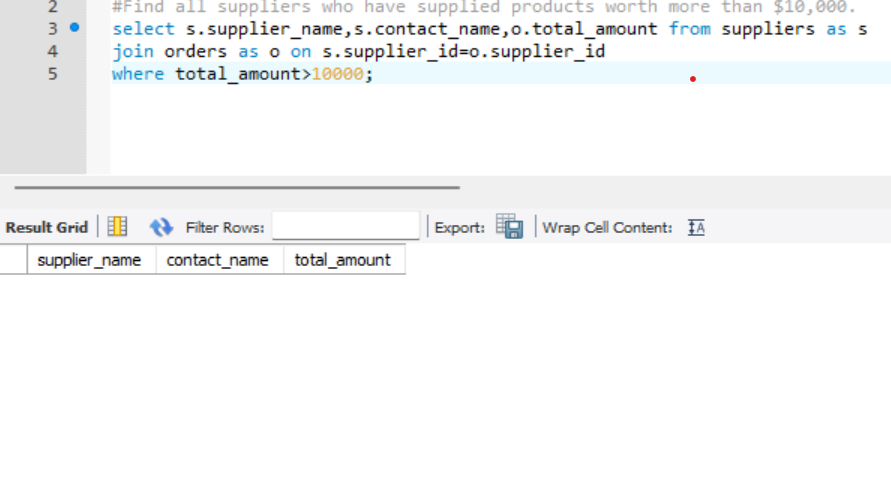 2 #Find all suppliers who have supplied products worth more than $10,000.
3 select s.supplier_name,s.contact_name,o.total_amount from suppliers as s
4 join orders as o on s.supplier_id=o.supplier_id
5 where total_amount>10000;
Result Grid Filter Rows: Export: Wrap Cell Content: IA
supplier_name contact_name total_amount